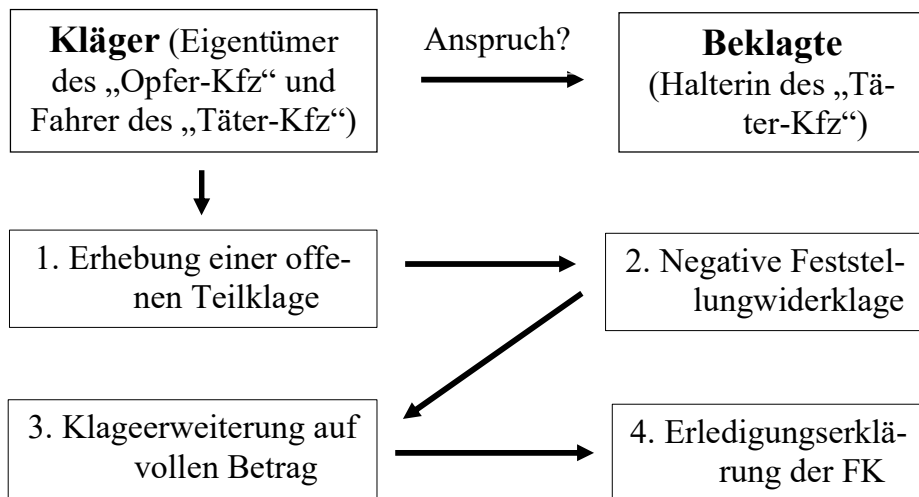 Kläger (Eigentümer
des „Opfer-Kfz“ und
Fahrer des „Täter-Kfz“)
Anspruch?
Beklagte
(Halterin des „Tä-
ter-Kfz“)
1. Erhebung einer offe-
nen Teilklage
2. Negative Feststel-
lungwiderklage
3. Klageerweiterung auf
vollen Betrag
4. Erledigungserklä-
rung der FK